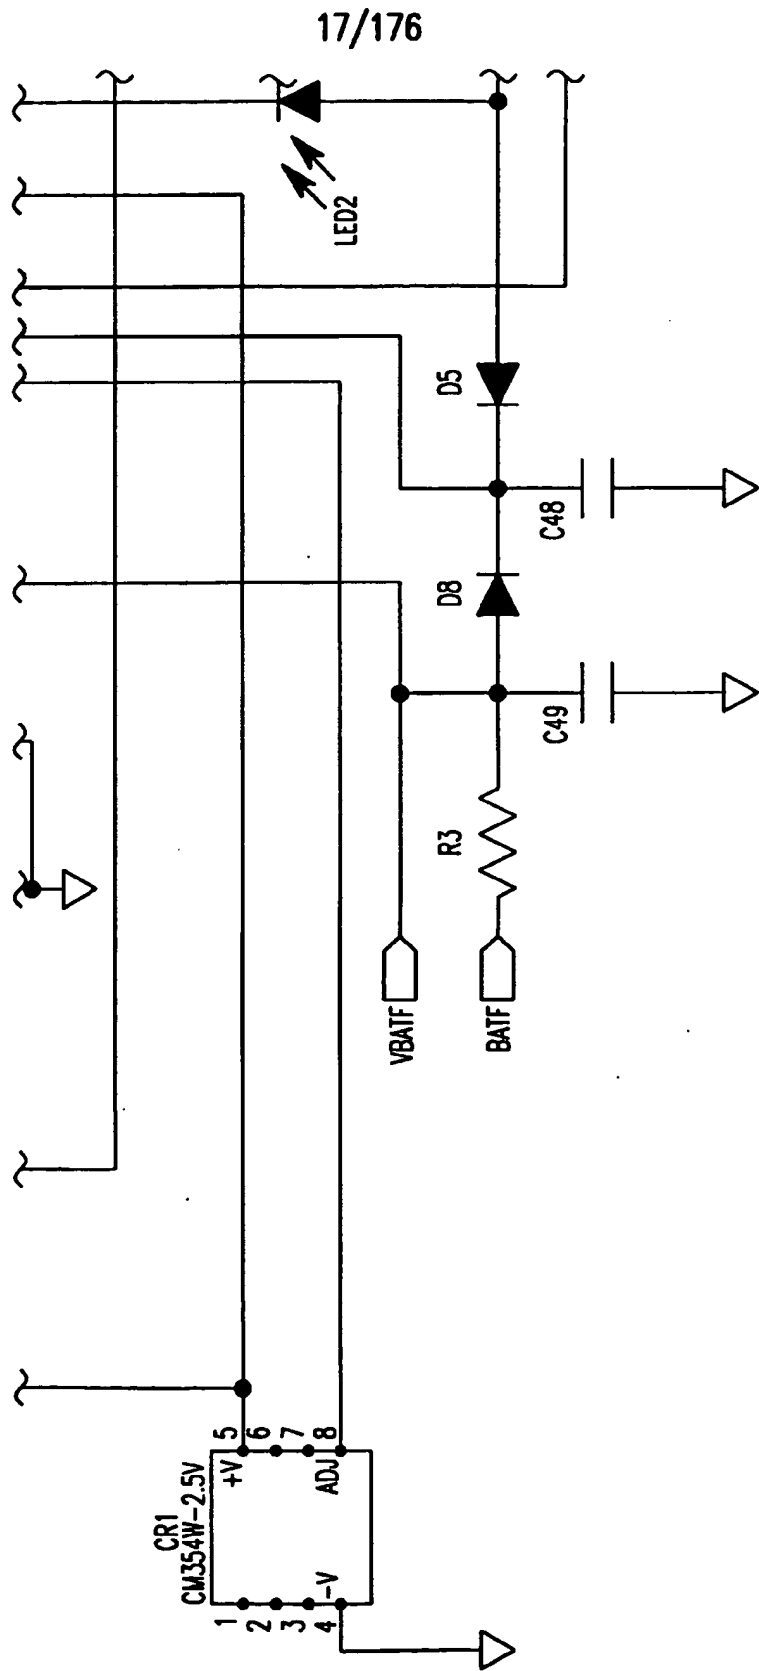 17/176
LED2
D5
C48
D8
C49
R3
VBATF
BATF
CR1
CM354W-2.5V
5
6
7
8
+V
ADJ
-V
1
2
3
4